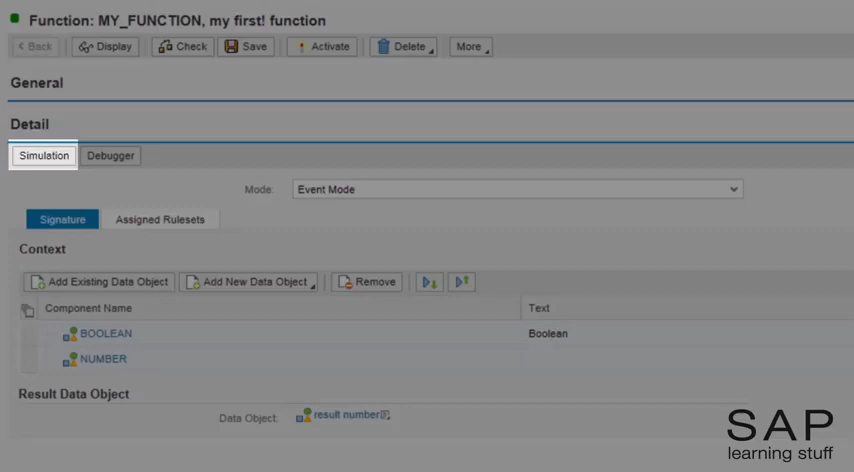 Function: MY_FUNCTION, my first! function
< Back Display Check Save Activate Delete More
General
Detail
Simulation Debugger
Mode: Event Mode
Signature Assigned Rulesets
Context
Add Existing Data Object Add New Data Object Remove
Component Name Text
BOOLEAN Boolean
NUMBER
Result Data Object
Data Object: result number
SAP
learning stuff